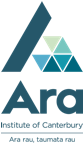 Ara
Institute of Canterbury
Ara rau, taumata rau